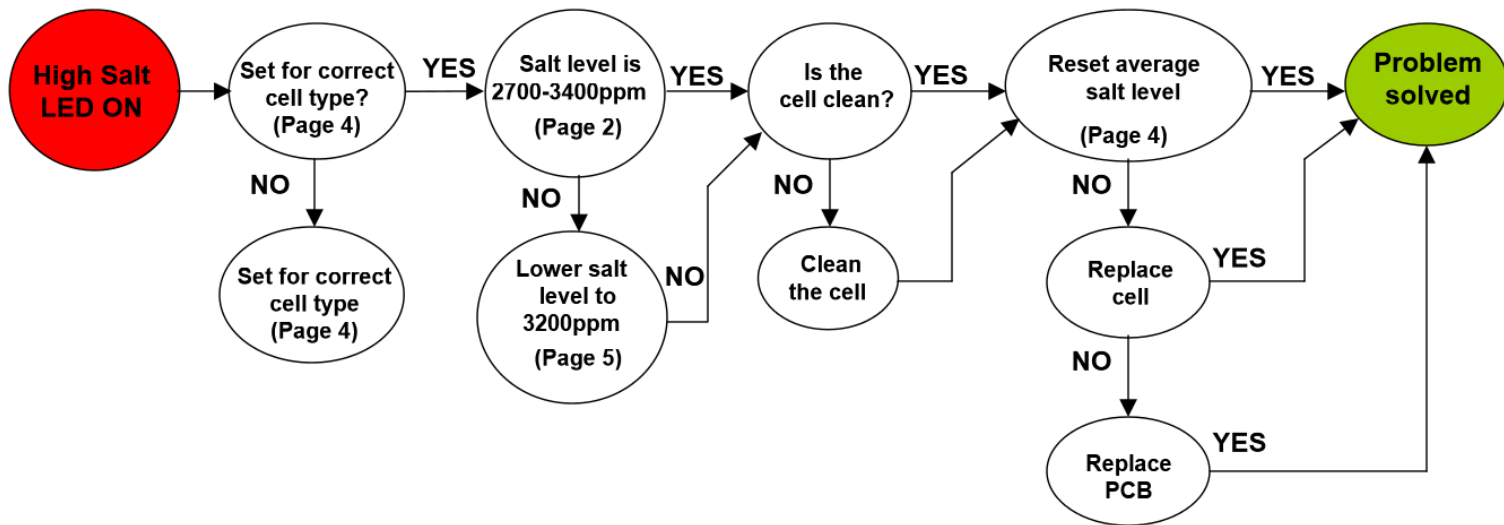 High Salt
LED ON
Set for correct
cell type?
(Page 4)
YES
NO
Set for correct
cell type
(Page 4)
Salt level is
2700-3400ppm
(Page 2)
YES
NO
Lower salt
level to
3200ppm
(Page 5)
NO
Is the
cell clean?
YES
NO
Clean
the cell
Reset average
salt level
(Page 4)
YES
NO
Replace
cell
YES
NO
Replace
PCB
YES
Problem
solved